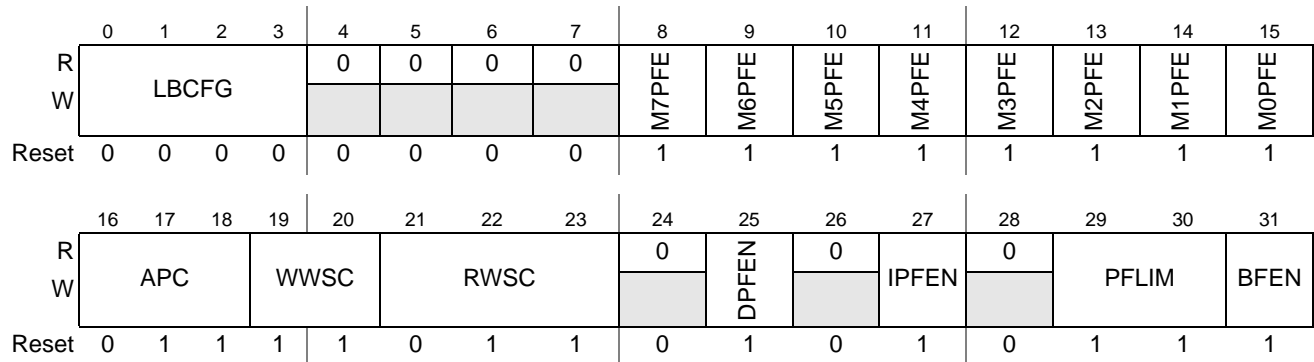 0 1 2 3 4 5 6 7 8 9 10 11 12 13 14 15
R LBCFG 0 0 0 0 M7PFE M6PFE M5PFE M4PFE M3PFE M2PFE M1PFE M0PFE
W
Reset 0 0 0 0 0 0 0 0 1 1 1 1 1 1 1 1
16 17 18 19 20 21 22 23 24 25 26 27 28 29 30 31
R APC WWSC RWSC 0 DPFEN 0 IPFEN 0 PFLIM BFEN
W
Reset 0 1 1 1 1 0 1 1 0 1 0 1 0 1 1 1